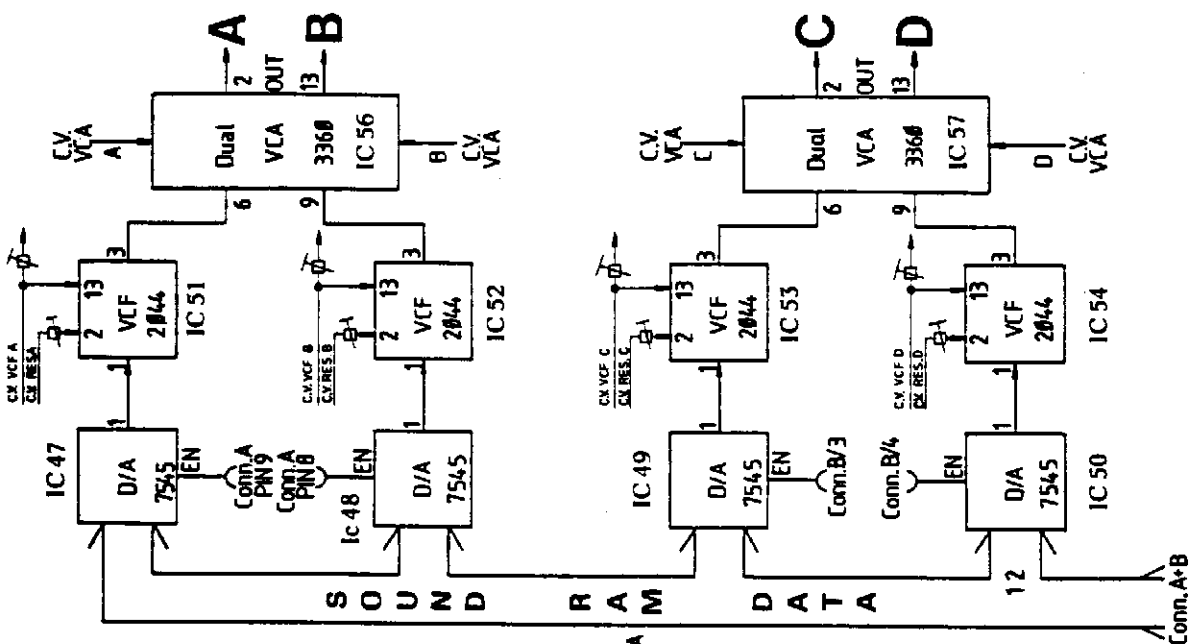 A
B
C
D
2
OUT
13
2
OUT
13
C.V.
VCA
A
Dual
VCA
3360
IC 56
B
C.V.
VCA
C.V.
VCA
C
Dual
VCA
3360
IC 57
D
C.V.
VCA
6
9
6
9
C.V. VCF A
C.V. RES.A
3
13
2
VCF
2044
IC 51
1
C.V. VCF B
C.V. RES. B
3
13
2
VCF
2044
IC 52
1
C.V. VCF C
C.V. RES. C
3
13
2
VCF
2044
IC 53
1
C.V. VCF D
C.V. RES. D
3
13
2
VCF
2044
IC 54
1
IC 47
1
D/A
7545
EN
Conn. A
PIN 9
Conn. A
PIN 8
Ic 48
1
D/A
7545
EN
IC 49
1
D/A
7545
EN
Conn. B/3
Conn. B/4
1
D/A
7545
EN
IC 50
SOUND RAM DATA
12
A
Conn. A+B